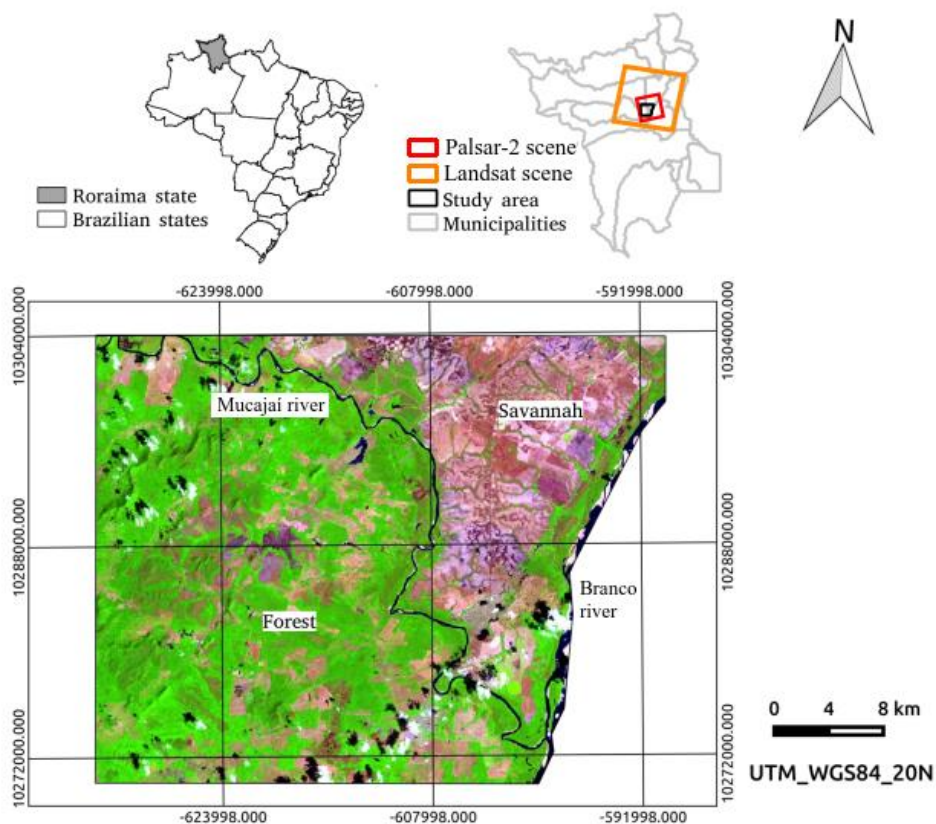 N
Roraima state
Brazilian states
Palsar-2 scene
Landsat scene
Study area
Municipalities
-623998.000
-607998.000
-591998.000
10304000.000
10304000.000
Mucajaí river
Savannah
10288000.000
10288000.000
Branco
river
Forest
10272000.000
10272000.000
0 4 8 km
UTM_WGS84_20N
-623998.000
-607998.000
-591998.000